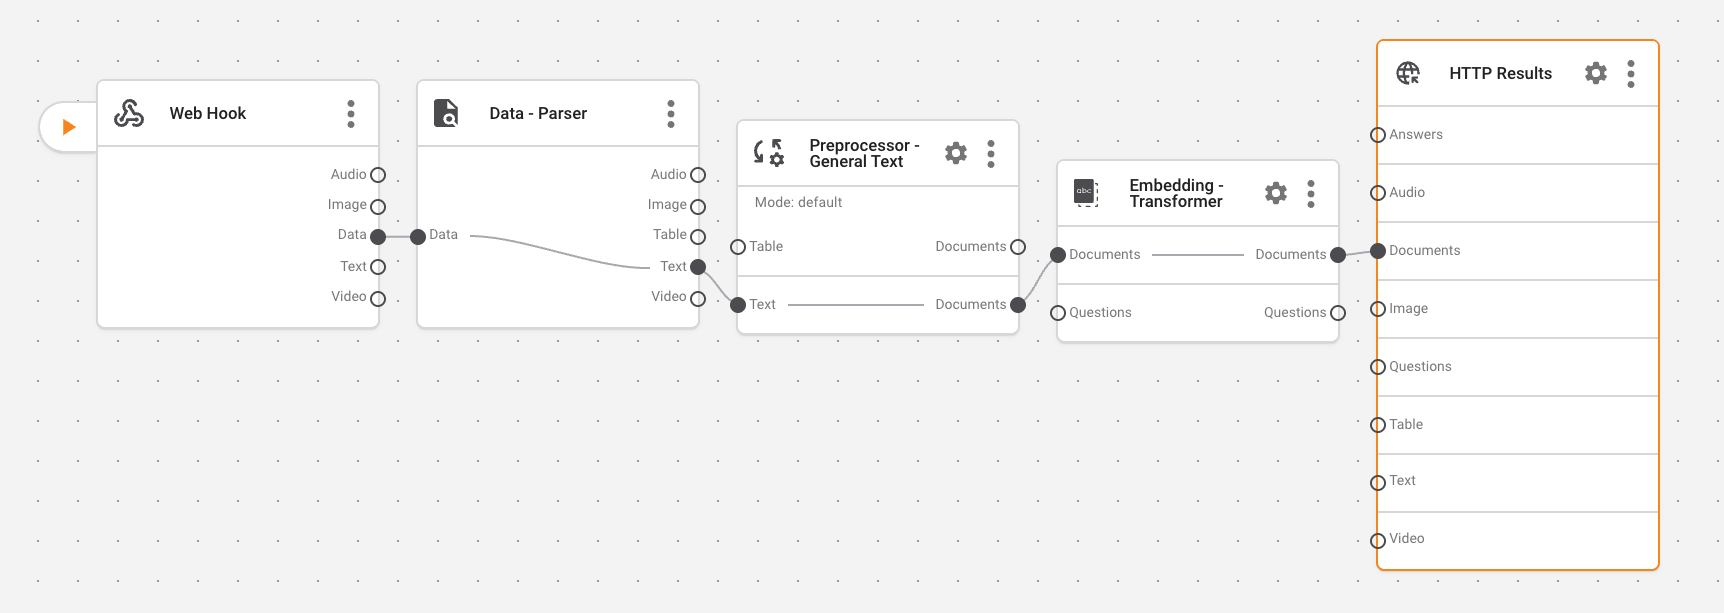 Web Hook
Audio
Image
Data
Text
Video
Data - Parser
Data
Audio
Image
Table
Text
Video
Preprocessor -
General Text
Mode: default
Table
Documents
Text
Documents
abc
Embedding -
Transformer
Documents
Documents
Questions
Questions
HTTP Results
Answers
Audio
Documents
Image
Questions
Table
Text
Video